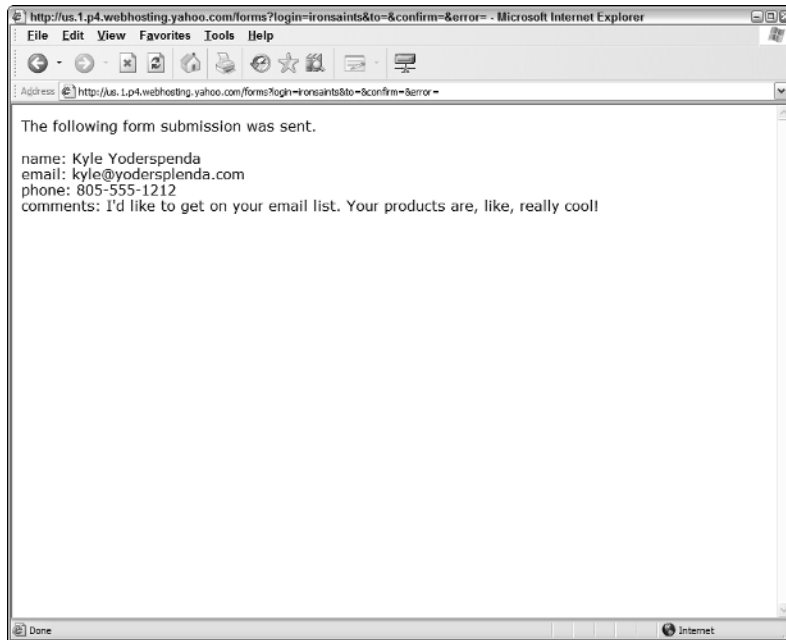 http://us.1.p4.webhosting.yahoo.com/forms?login=ironsaints&to=&confirm=&error= - Microsoft Internet Explorer
File Edit View Favorites Tools Help
Address http://us.1.p4.webhosting.yahoo.com/forms?login=ironsaints&to=&confirm=&error=
The following form submission was sent.
name: Kyle Yoderspenda
email: kyle@yodersplenda.com
phone: 805-555-1212
comments: I'd like to get on your email list. Your products are, like, really cool!
Done Internet